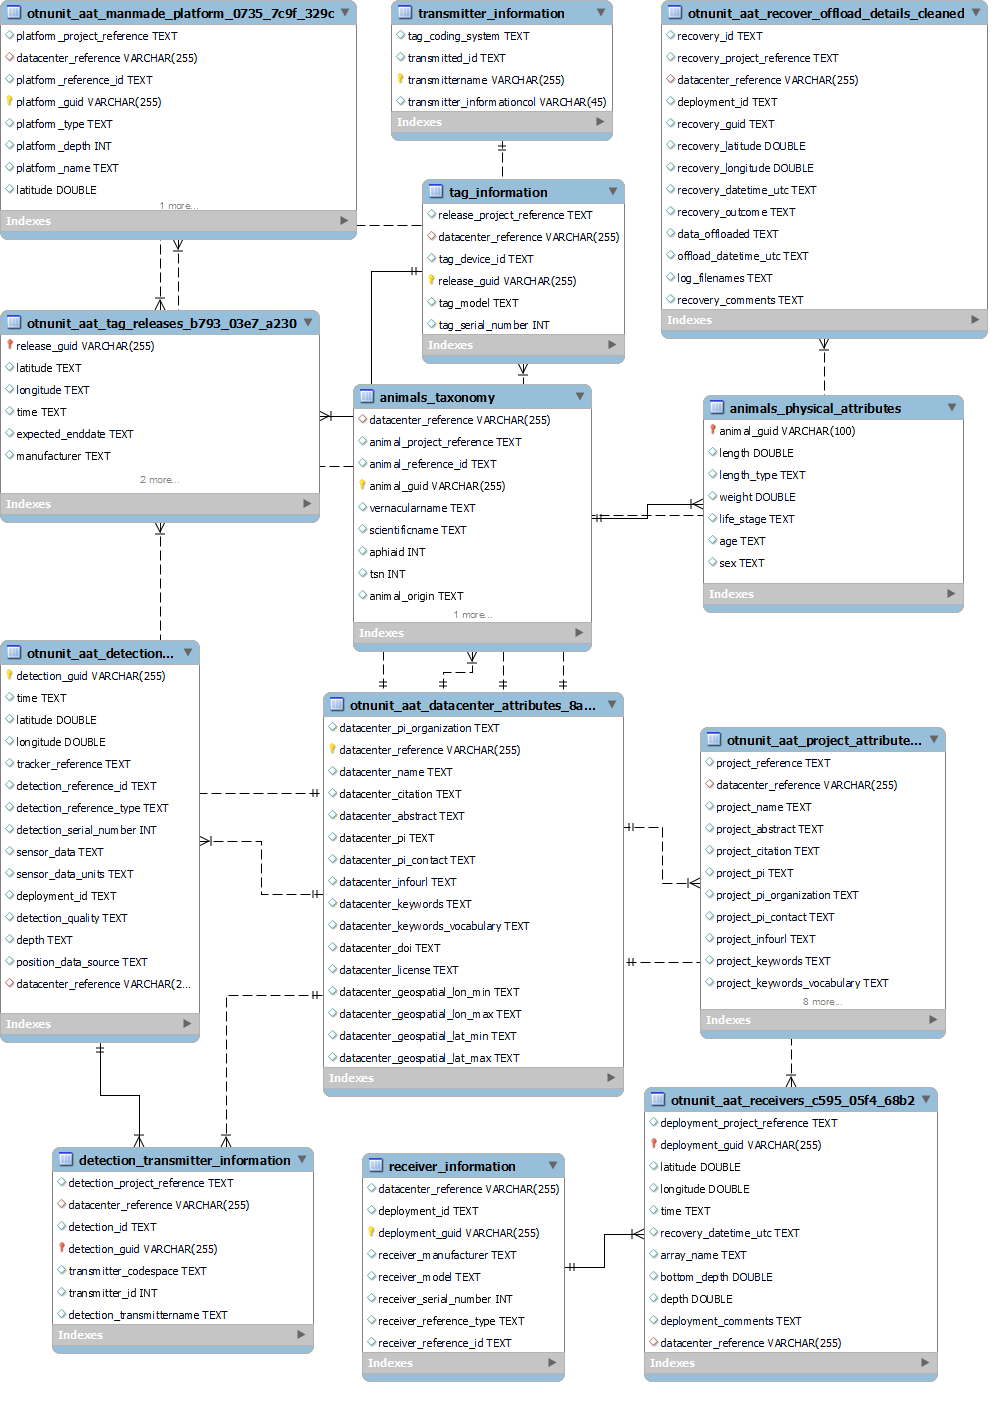 otnunit_aat_manmade_platform_0735_7c9f_329c
platform_project_reference TEXT
datacenter_reference VARCHAR(255)
platform_reference_id TEXT
platform_guid VARCHAR(255)
platform_type TEXT
platform_depth INT
platform_name TEXT
latitude DOUBLE
1 more...
Indexes
transmitter_information
tag_coding_system TEXT
transmitted_id TEXT
transmittername VARCHAR(255)
transmitter_informationcol VARCHAR(45)
Indexes
otnunit_aat_recover_offload_details_cleaned
recovery_id TEXT
recovery_project_reference TEXT
datacenter_reference VARCHAR(255)
deployment_id TEXT
recovery_guid TEXT
recovery_latitude DOUBLE
recovery_longitude DOUBLE
recovery_datetime_utc TEXT
recovery_outcome TEXT
data_offloaded TEXT
offload_datetime_utc TEXT
log_filenames TEXT
recovery_comments TEXT
Indexes
tag_information
release_project_reference TEXT
datacenter_reference VARCHAR(255)
tag_device_id TEXT
release_guid VARCHAR(255)
tag_model TEXT
tag_serial_number INT
Indexes
otnunit_aat_tag_releases_b793_03e7_a230
release_guid VARCHAR(255)
latitude TEXT
longitude TEXT
time TEXT
expected_enddate TEXT
manufacturer TEXT
2 more...
Indexes
animals_taxonomy
datacenter_reference VARCHAR(255)
animal_project_reference TEXT
animal_reference_id TEXT
animal_guid VARCHAR(255)
vernacularname TEXT
scientificname TEXT
aphiaid INT
tsn INT
animal_origin TEXT
1 more...
Indexes
animals_physical_attributes
animal_guid VARCHAR(100)
length DOUBLE
length_type TEXT
weight DOUBLE
life_stage TEXT
age TEXT
sex TEXT
Indexes
otnunit_aat_detection...
detection_guid VARCHAR(255)
time TEXT
latitude DOUBLE
longitude DOUBLE
tracker_reference TEXT
detection_reference_id TEXT
detection_reference_type TEXT
detection_serial_number INT
sensor_data TEXT
sensor_data_units TEXT
deployment_id TEXT
detection_quality TEXT
depth TEXT
position_data_source TEXT
datacenter_reference VARCHAR(2...
Indexes
otnunit_aat_datacenter_attributes_8a...
datacenter_pi_organization TEXT
datacenter_reference VARCHAR(255)
datacenter_name TEXT
datacenter_citation TEXT
datacenter_abstract TEXT
datacenter_pi TEXT
datacenter_pi_contact TEXT
datacenter_infourl TEXT
datacenter_keywords TEXT
datacenter_keywords_vocabulary TEXT
datacenter_doi TEXT
datacenter_license TEXT
datacenter_geospatial_lon_min TEXT
datacenter_geospatial_lon_max TEXT
datacenter_geospatial_lat_min TEXT
datacenter_geospatial_lat_max TEXT
Indexes
otnunit_aat_project_attribute...
project_reference TEXT
datacenter_reference VARCHAR(255)
project_name TEXT
project_abstract TEXT
project_citation TEXT
project_pi TEXT
project_pi_organization TEXT
project_pi_contact TEXT
project_infourl TEXT
project_keywords TEXT
project_keywords_vocabulary TEXT
8 more...
Indexes
detection_transmitter_information
detection_project_reference TEXT
datacenter_reference VARCHAR(255)
detection_id TEXT
detection_guid VARCHAR(255)
transmitter_codespace TEXT
transmitter_id INT
detection_transmittername TEXT
Indexes
receiver_information
datacenter_reference VARCHAR(255)
deployment_id TEXT
deployment_guid VARCHAR(255)
receiver_manufacturer TEXT
receiver_model TEXT
receiver_serial_number INT
receiver_reference_type TEXT
receiver_reference_id TEXT
Indexes
otnunit_aat_receivers_c595_05f4_68b2
deployment_project_reference TEXT
deployment_guid VARCHAR(255)
latitude DOUBLE
longitude DOUBLE
time TEXT
recovery_datetime_utc TEXT
array_name TEXT
bottom_depth DOUBLE
depth DOUBLE
deployment_comments TEXT
datacenter_reference VARCHAR(255)
Indexes